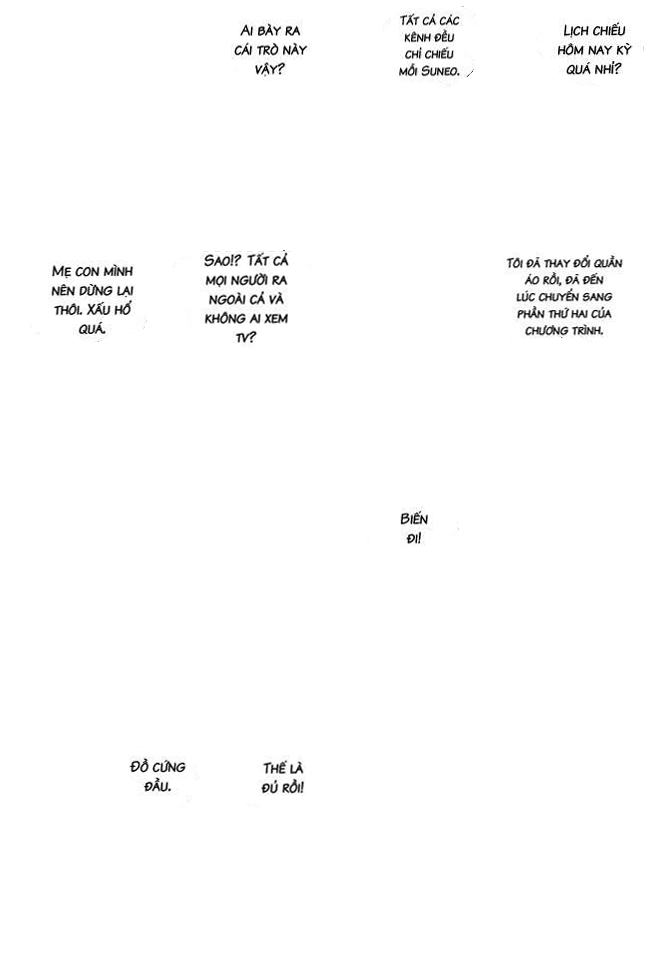 Lịch chiếu
hôm nay kỳ
quá nhỉ?
Tất cả các
kênh đều
chỉ chiếu
mỗi Suneo.
Ai bày ra
cái trò này
vậy?
Tôi đã thay đổi quần
áo rồi, đã đến
lúc chuyển sang
phần thứ hai của
chương trình.
Sao!? Tất cả
mọi người ra
ngoài cả và
không ai xem
TV?
Mẹ con mình
nên dừng lại
thôi. Xấu hổ
quá.
Biến
đi!
Thế là
đủ rồi!
Đồ cứng
đầu.